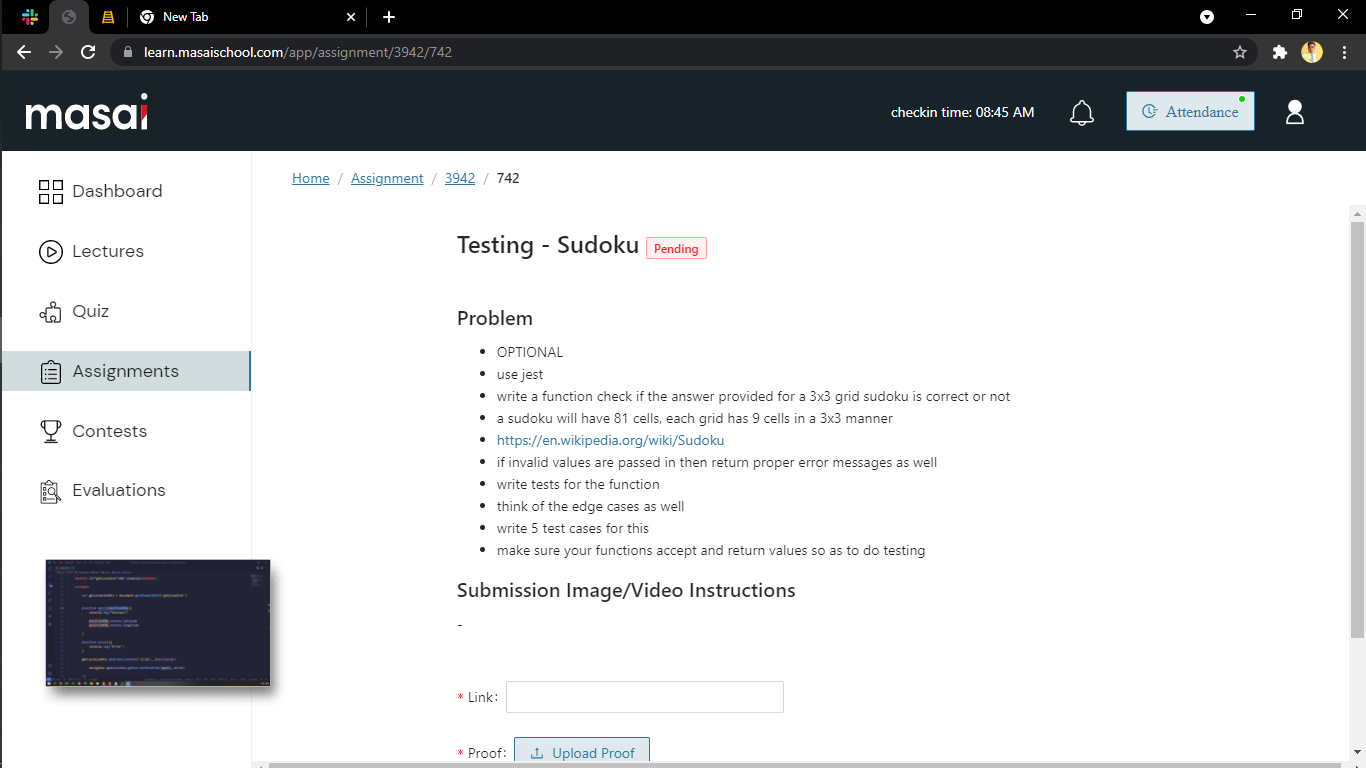 New Tab
learn.masaischool.com/app/assignment/3942/742
masai
checkin time: 08:45 AM
Attendance
Dashboard
Lectures
Quiz
Assignments
Contests
Evaluations
Home / Assignment / 3942 / 742
Testing - Sudoku Pending
Problem
OPTIONAL
use jest
write a function check if the answer provided for a 3x3 grid sudoku is correct or not
a sudoku will have 81 cells, each grid has 9 cells in a 3x3 manner
https://en.wikipedia.org/wiki/Sudoku
if invalid values are passed in then return proper error messages as well
write tests for the function
think of the edge cases as well
write 5 test cases for this
make sure your functions accept and return values so as to do testing
Submission Image/Video Instructions
-
* Link:
* Proof: Upload Proof